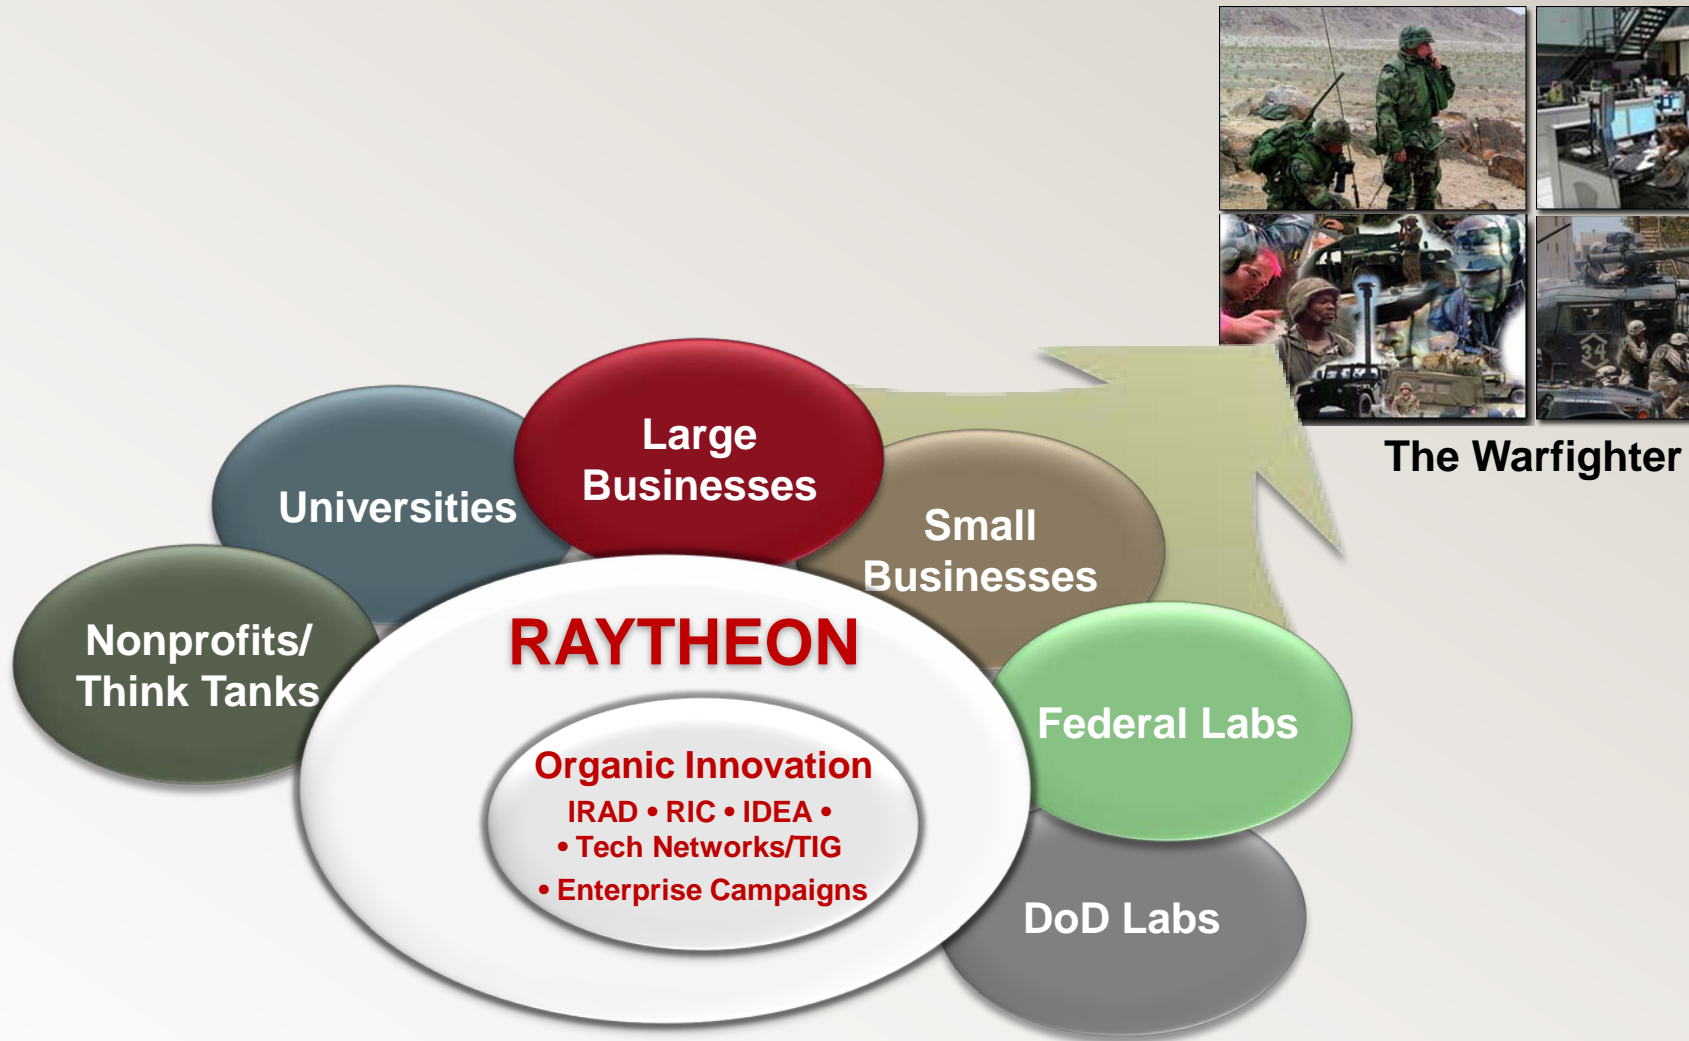 The Warfighter
Large
Businesses
Universities
Small
Businesses
Nonprofits/
Think Tanks
RAYTHEON
Federal Labs
Organic Innovation
IRAD • RIC • IDEA •
• Tech Networks/TIG
• Enterprise Campaigns
DoD Labs
34